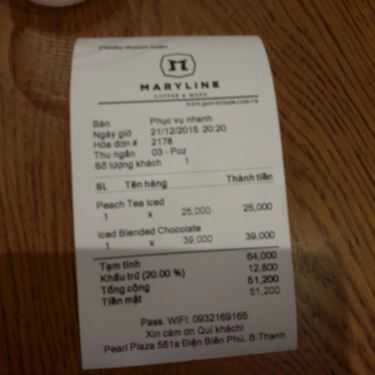 MARYLINE
COFFEE & MORE
Bàn Phục vụ nhanh
Ngày giờ 21/12/2015 20:20
Hóa đơn # 2178
Thu ngân 03 - Poz
Số lượng khách 1
SL Tên hàng Thành tiền
Peach Tea Iced
1 x 25,000 25,000
Iced Blended Chocolate
1 x 39,000 39,000
Tạm tính 64,000
Khấu trừ (20.00 %) 12,800
Tổng cộng 51,200
Tiền mặt 51,200
Pass. WIFI: 0932169165
Xin cảm ơn Quí khách!
Pearl Plaza 561a Điện Biên Phủ, B.Thạnh